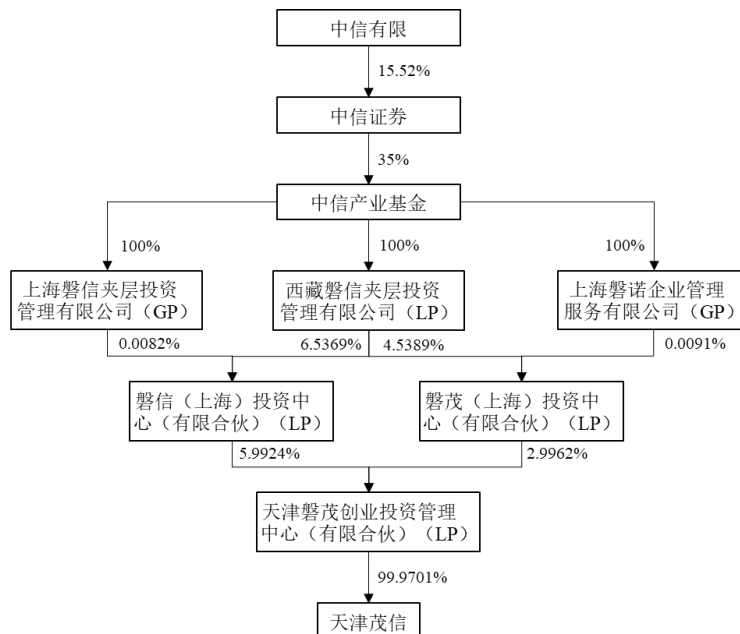 中信有限
15.52%
中信证券
35%
中信产业基金
100%
100%
100%
上海磐信夹层投资
管理有限公司（GP）
西藏磐信夹层投资
管理有限公司（LP）
上海磐诺企业管理
服务有限公司（GP）
0.0082%
6.5369%
4.5389%
0.0091%
磐信（上海）投资中
心（有限合伙）（LP）
磐茂（上海）投资中
心（有限合伙）（LP）
5.9924%
2.9962%
天津磐茂创业投资管理
中心（有限合伙）（LP）
99.9701%
天津茂信